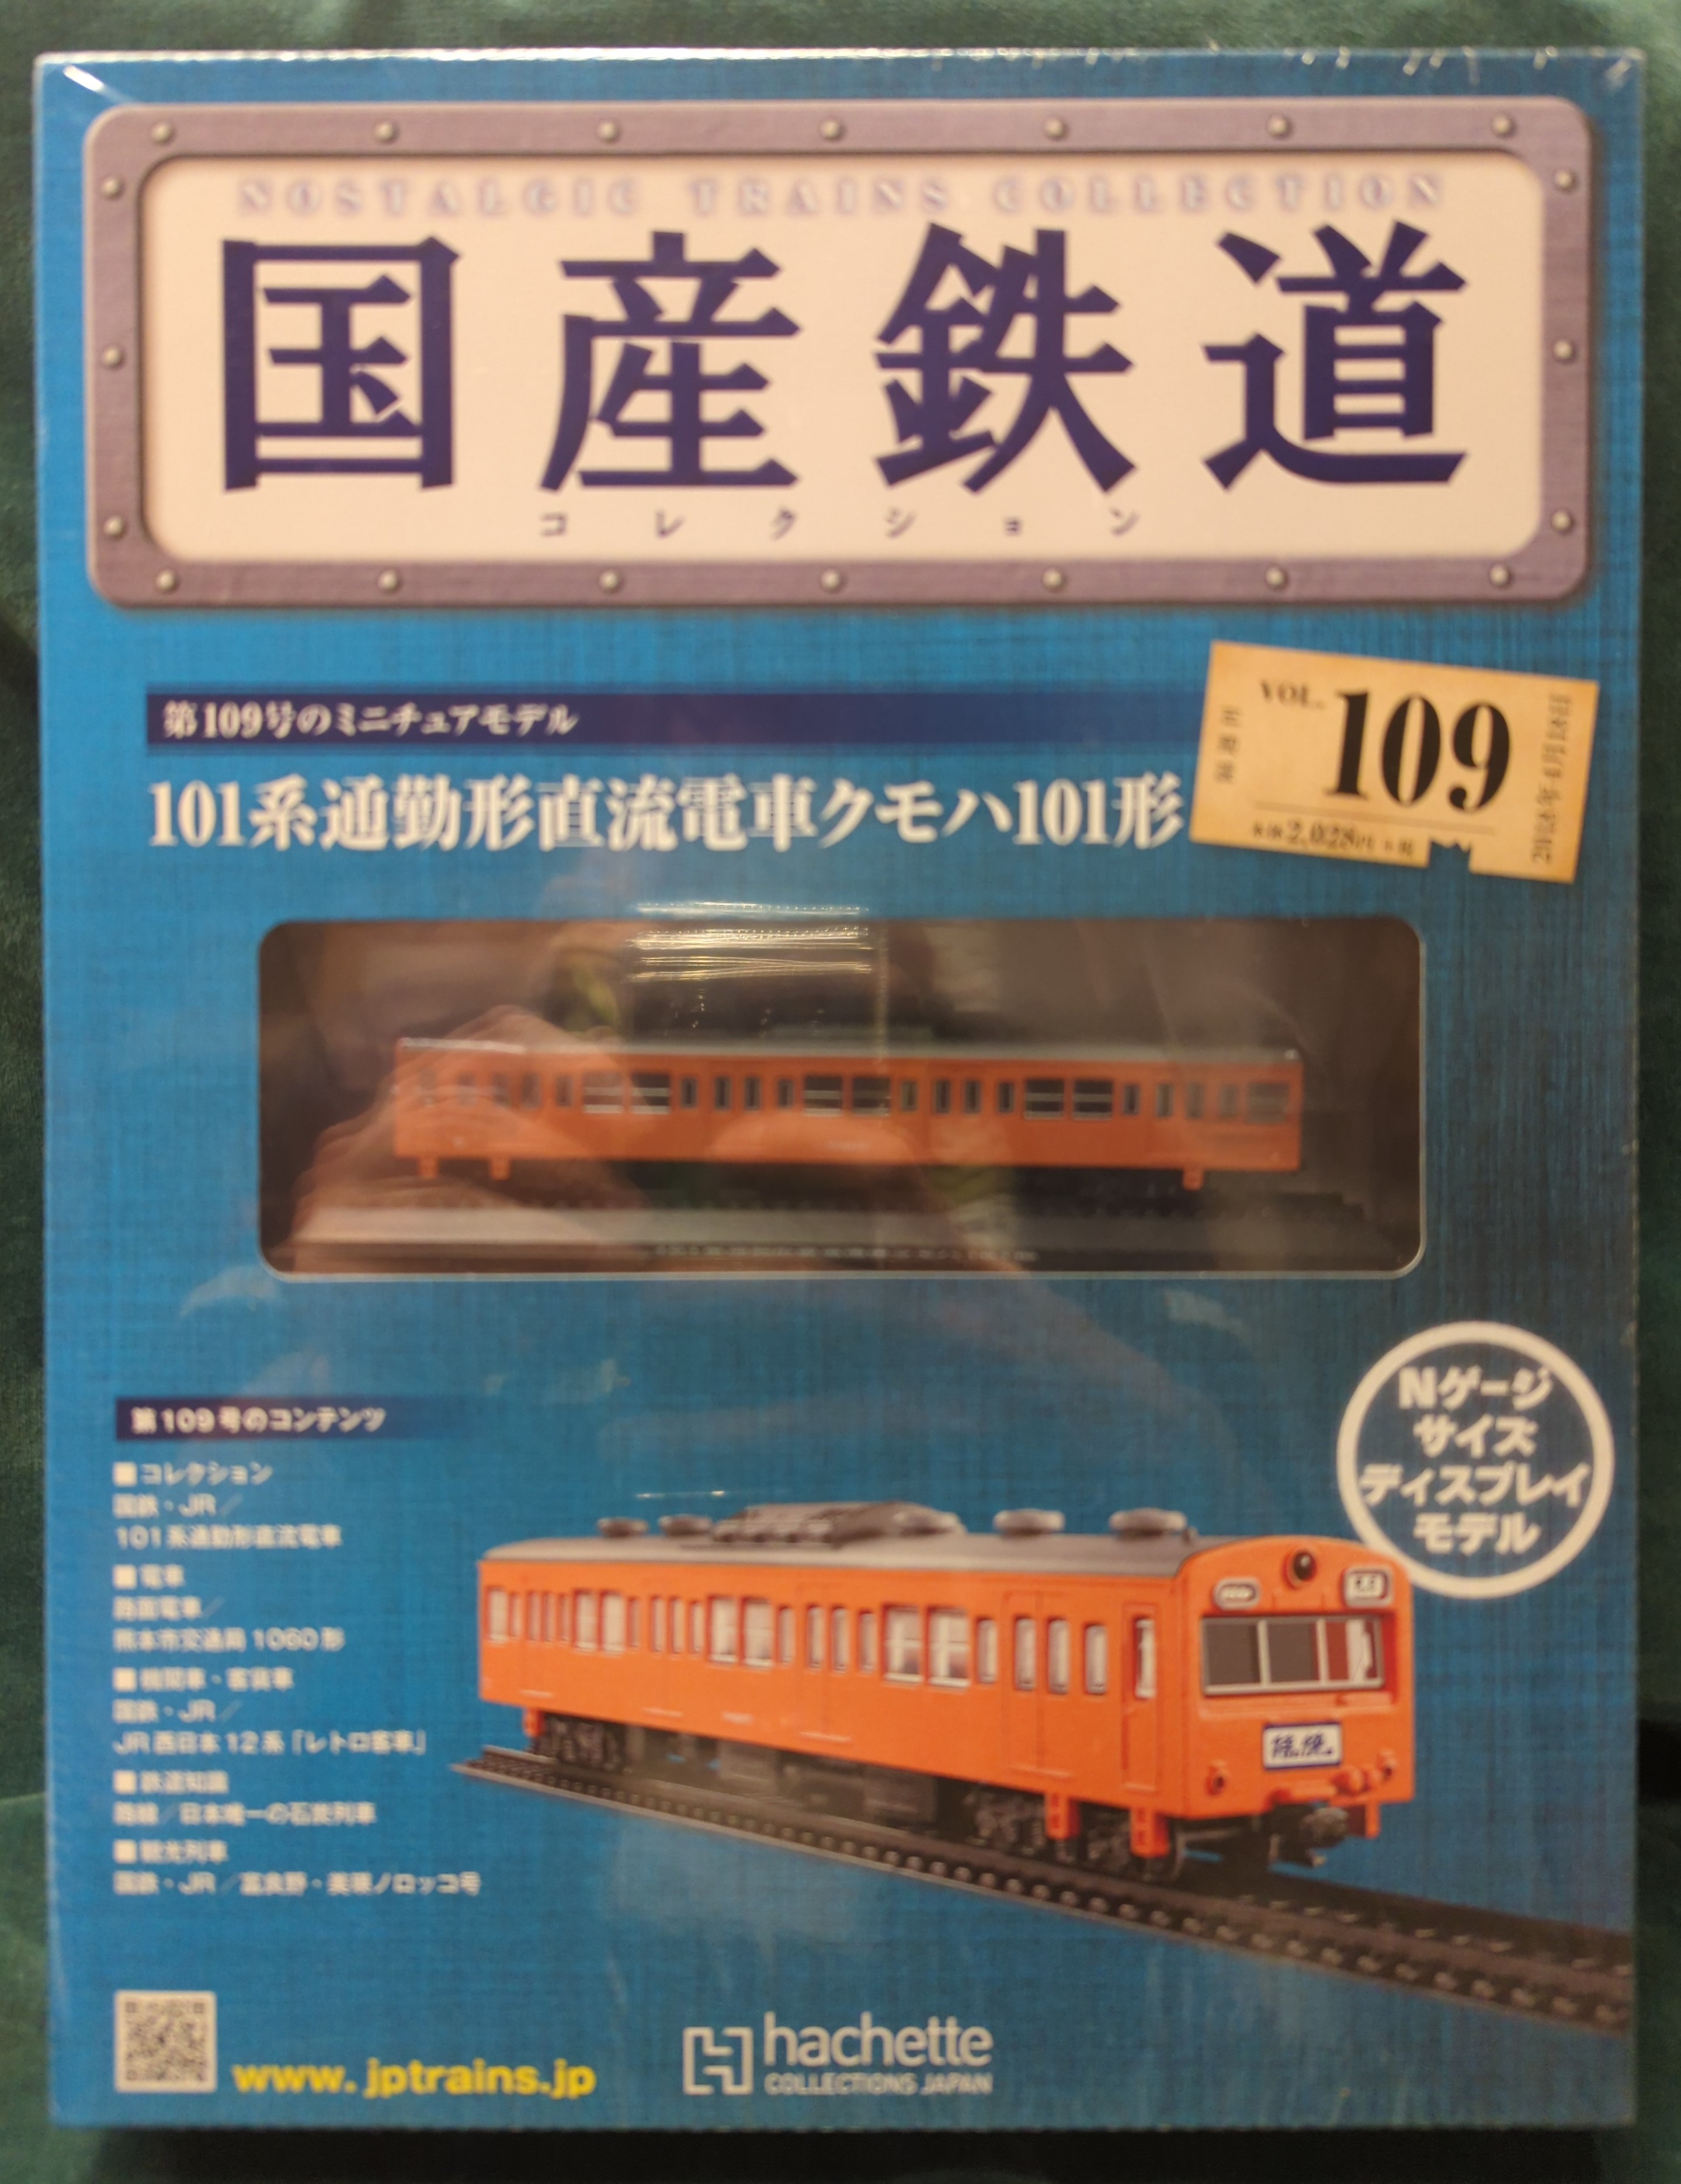 NOSTALGIC TRAINS COLLECTION
国産鉄道
コレクション
第109号のミニチュアモデル
VOL. 109
隔週刊
2,028円
101系通勤形直流電車クモハ101形
Nゲージ
サイズ
ディスプレイ
モデル
第109号のコンテンツ
■コレクション
国鉄・JR／
101系通勤形直流電車
■電車
路面電車／
熊本市交通局 1060形
■機関車・客貨車
国鉄・JR／
JR西日本12系「レトロ客車」
■鉄道知識
路線／日本唯一の石炭列車
■観光列車
国鉄・JR／富良野・美瑛ノロッコ号
www.jptrains.jp
hachette
COLLECTIONS JAPAN